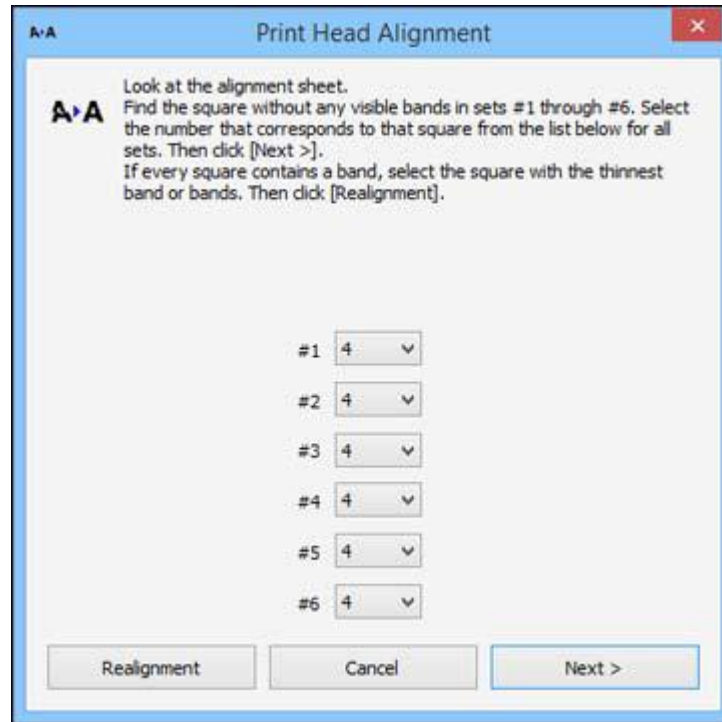 A▸A Print Head Alignment
A▸A
Look at the alignment sheet.
Find the square without any visible bands in sets #1 through #6. Select
the number that corresponds to that square from the list below for all
sets. Then click [Next >].
If every square contains a band, select the square with the thinnest
band or bands. Then click [Realignment].
#1 4
#2 4
#3 4
#4 4
#5 4
#6 4
Realignment Cancel Next >